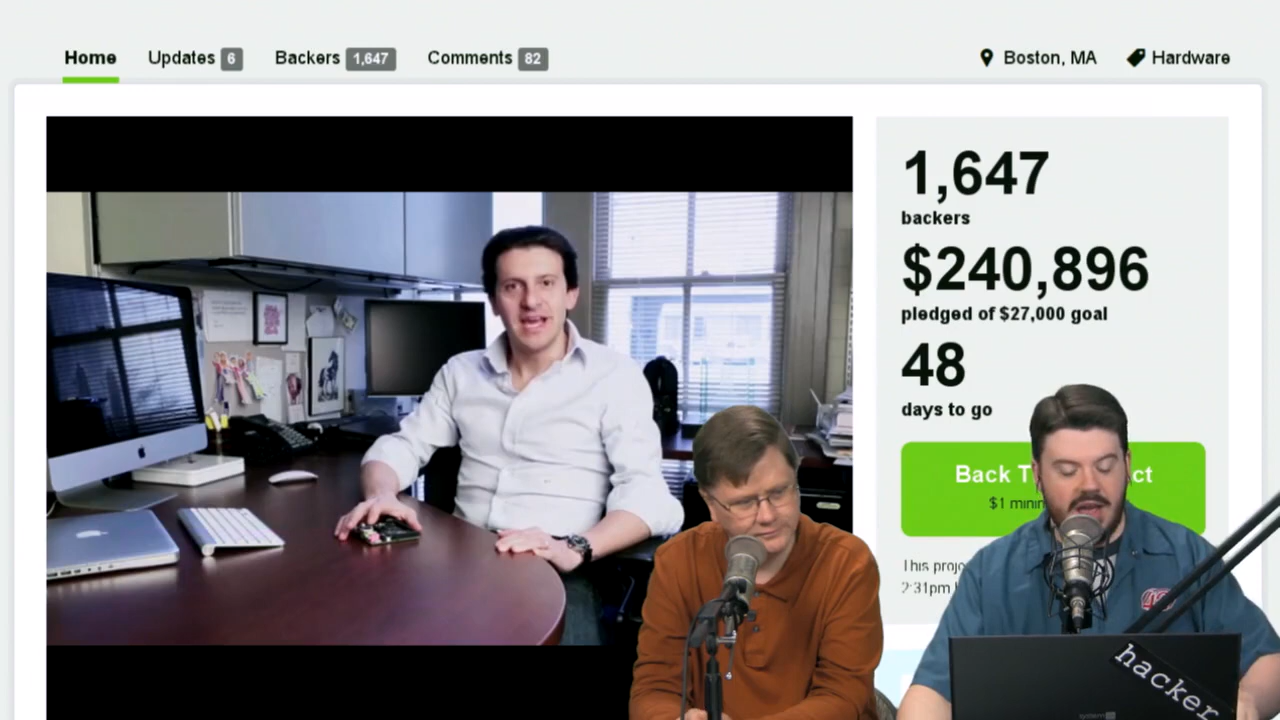 Home Updates 6 Backers 1,647 Comments 82 Boston, MA Hardware
1,647
backers
$240,896
pledged of $27,000 goal
48
days to go
Back T ct
$1 minin
This proje
2:31pm
hacker